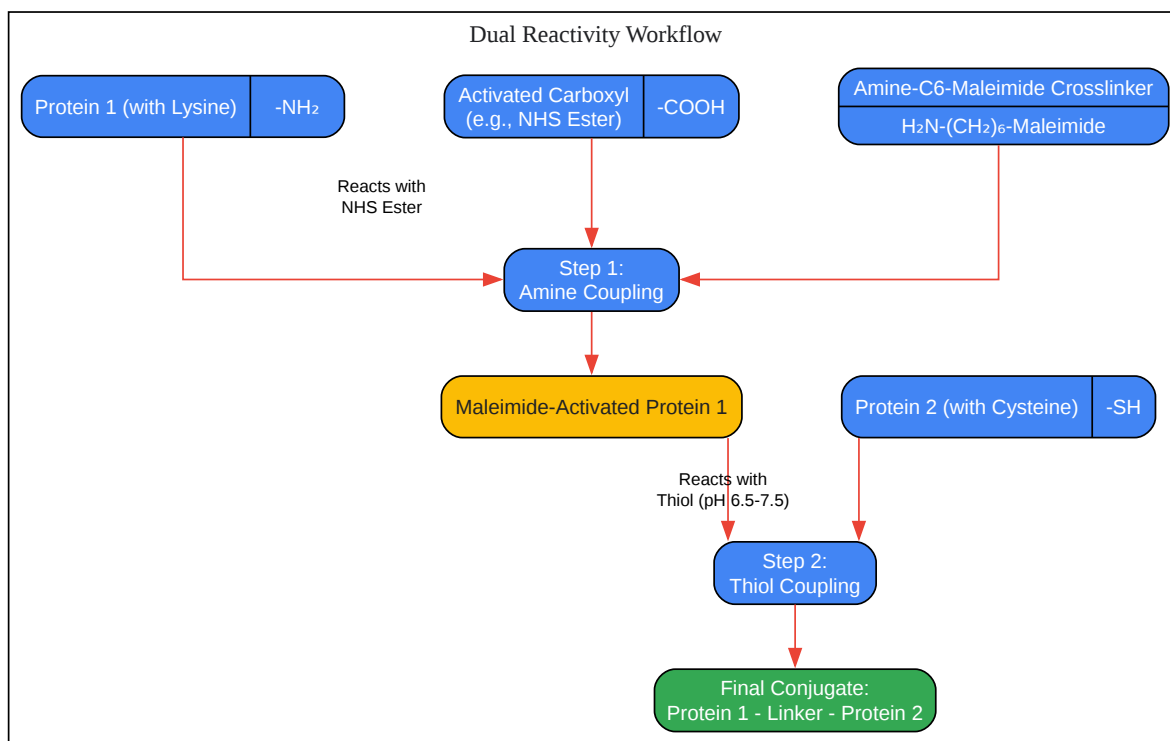 Dual Reactivity Workflow
Protein 1 (with Lysine)
-NH₂
Activated Carboxyl
(e.g., NHS Ester)
-COOH
Amine-C6-Maleimide Crosslinker
H₂N-(CH₂)₆-Maleimide
Reacts with
NHS Ester
Step 1:
Amine Coupling
Maleimide-Activated Protein 1
Protein 2 (with Cysteine)
-SH
Reacts with
Thiol (pH 6.5-7.5)
Step 2:
Thiol Coupling
Final Conjugate:
Protein 1 - Linker - Protein 2